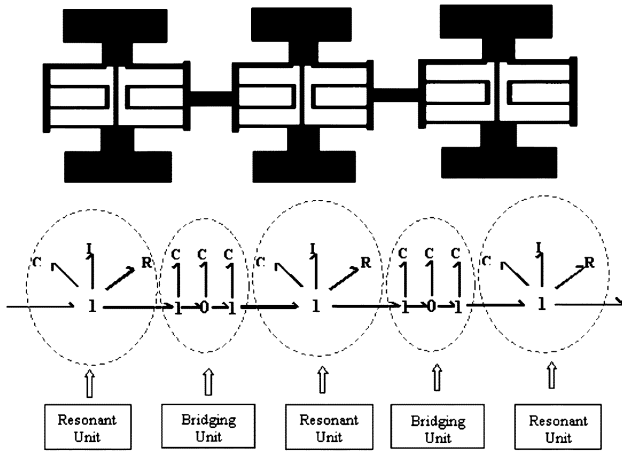 I C C C I C C C I
C R C R C R
1 1 0 1 1 1 0 1 1
Resonant Unit
Bridging Unit
Resonant Unit
Bridging Unit
Resonant Unit